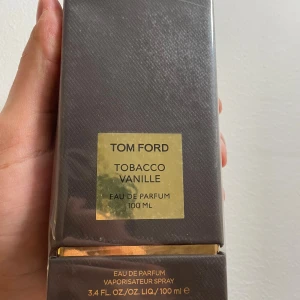 TOM FORD
TOBACCO
VANILLE
EAU DE PARFUM
100 ML
EAU DE PARFUM
VAPORISATEUR SPRAY
3.4 FL. OZ./OZ. LIQ./100 ml ℮